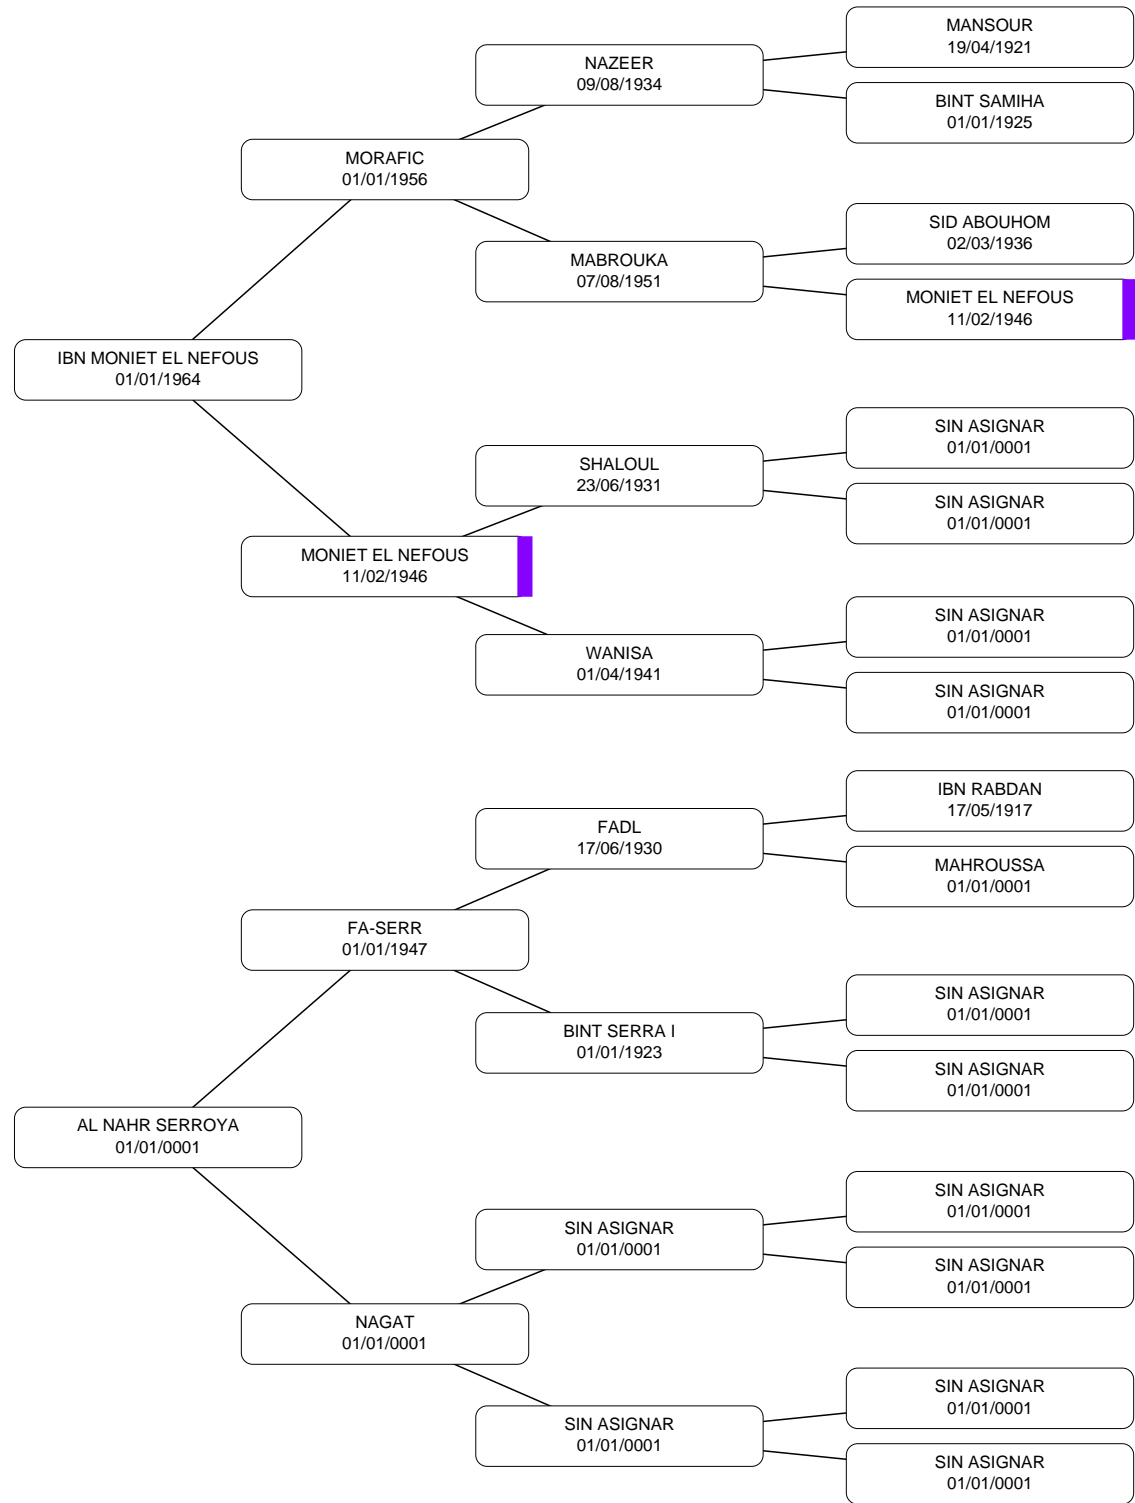 MANSOUR
19/04/1921
NAZEER
09/08/1934
BINT SAMIHA
01/01/1925
MORAFIC
01/01/1956
SID ABOUHOM
02/03/1936
MABROUKA
07/08/1951
MONIET EL NEFOUS
11/02/1946
IBN MONIET EL NEFOUS
01/01/1964
SIN ASIGNAR
01/01/0001
SHALOUL
23/06/1931
SIN ASIGNAR
01/01/0001
MONIET EL NEFOUS
11/02/1946
SIN ASIGNAR
01/01/0001
WANISA
01/04/1941
SIN ASIGNAR
01/01/0001
IBN RABDAN
17/05/1917
FADL
17/06/1930
MAHROUSSA
01/01/0001
FA-SERR
01/01/1947
SIN ASIGNAR
01/01/0001
BINT SERRA I
01/01/1923
SIN ASIGNAR
01/01/0001
AL NAHR SERROYA
01/01/0001
SIN ASIGNAR
01/01/0001
SIN ASIGNAR
01/01/0001
SIN ASIGNAR
01/01/0001
NAGAT
01/01/0001
SIN ASIGNAR
01/01/0001
SIN ASIGNAR
01/01/0001
SIN ASIGNAR
01/01/0001